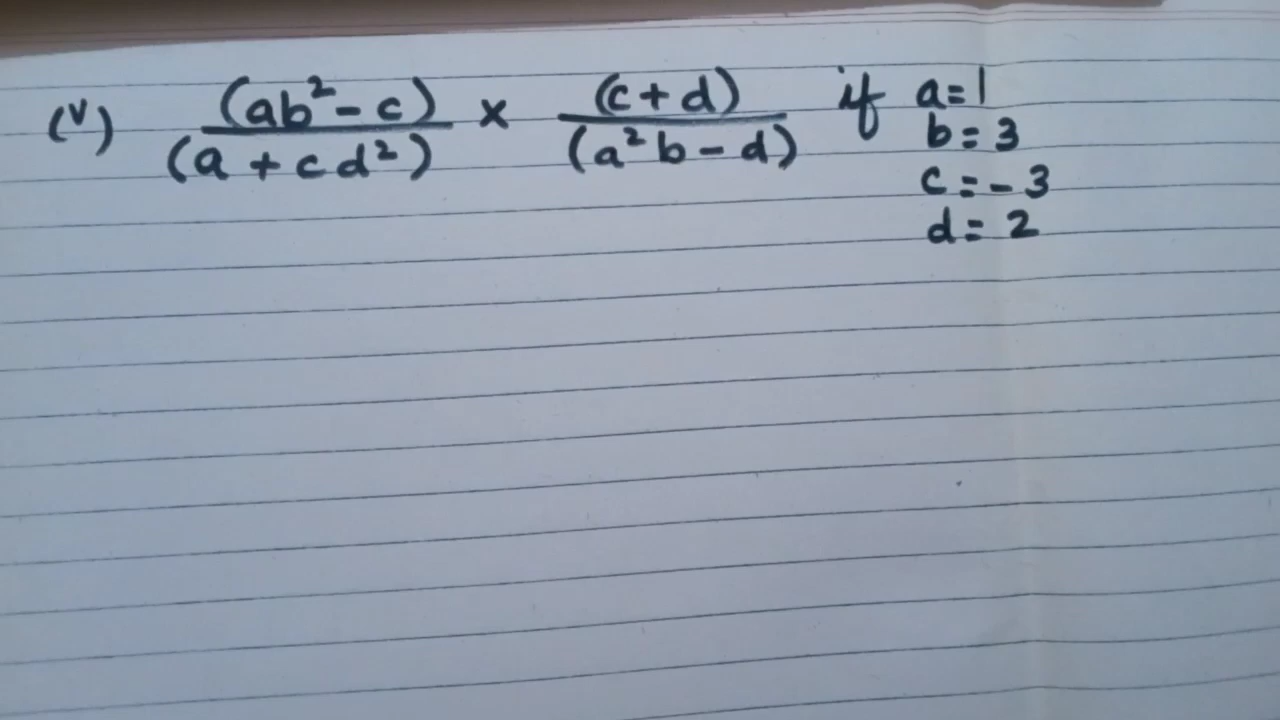 (v) (ab² - c) / (a + cd²) × (c + d) / (a²b - d) if a = 1
b = 3
c = - 3
d = 2